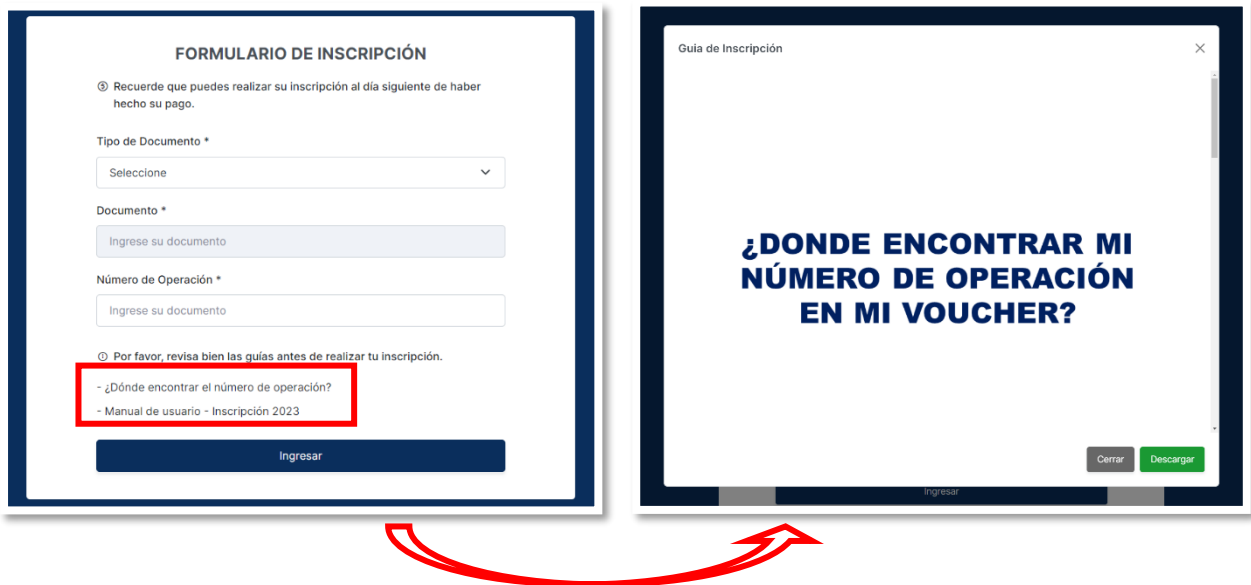 FORMULARIO DE INSCRIPCIÓN
Recuerde que puedes realizar su inscripción al día siguiente de haber
hecho su pago.
Tipo de Documento *
Seleccione
Documento *
Ingrese su documento
Número de Operación *
Ingrese su documento
Por favor, revisa bien las guías antes de realizar tu inscripción.
- ¿Dónde encontrar el número de operación?
- Manual de usuario - Inscripción 2023
Ingresar
Guia de Inscripción
¿DONDE ENCONTRAR MI
NÚMERO DE OPERACIÓN
EN MI VOUCHER?
Cerrar
Descargar
Ingresar